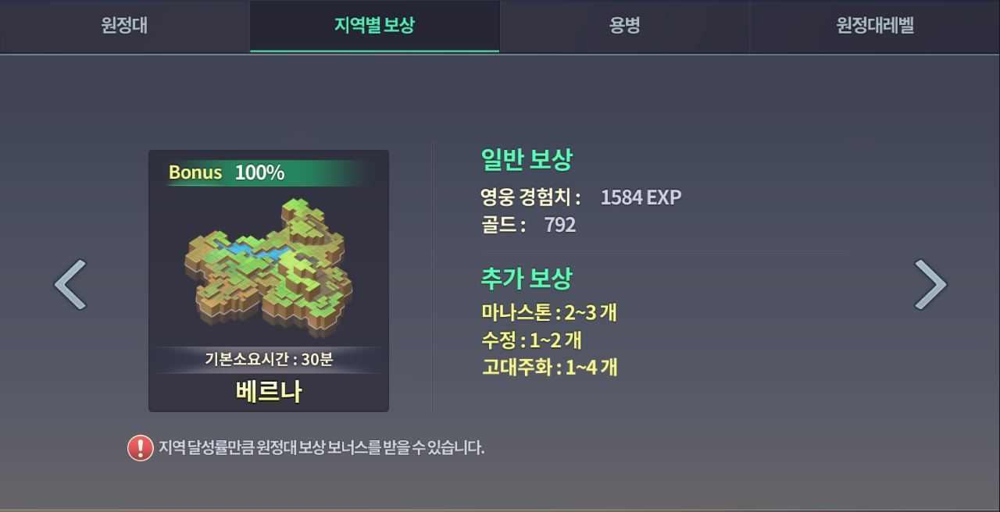 원정대
지역별 보상
용병
원정대레벨
Bonus 100%
기본소요시간 : 30분
베르나
일반 보상
영웅 경험치 : 1584 EXP
골드 : 792
추가 보상
마나스톤 : 2~3 개
수정 : 1~2 개
고대주화 : 1~4 개
지역 달성률만큼 원정대 보상 보너스를 받을 수 있습니다.